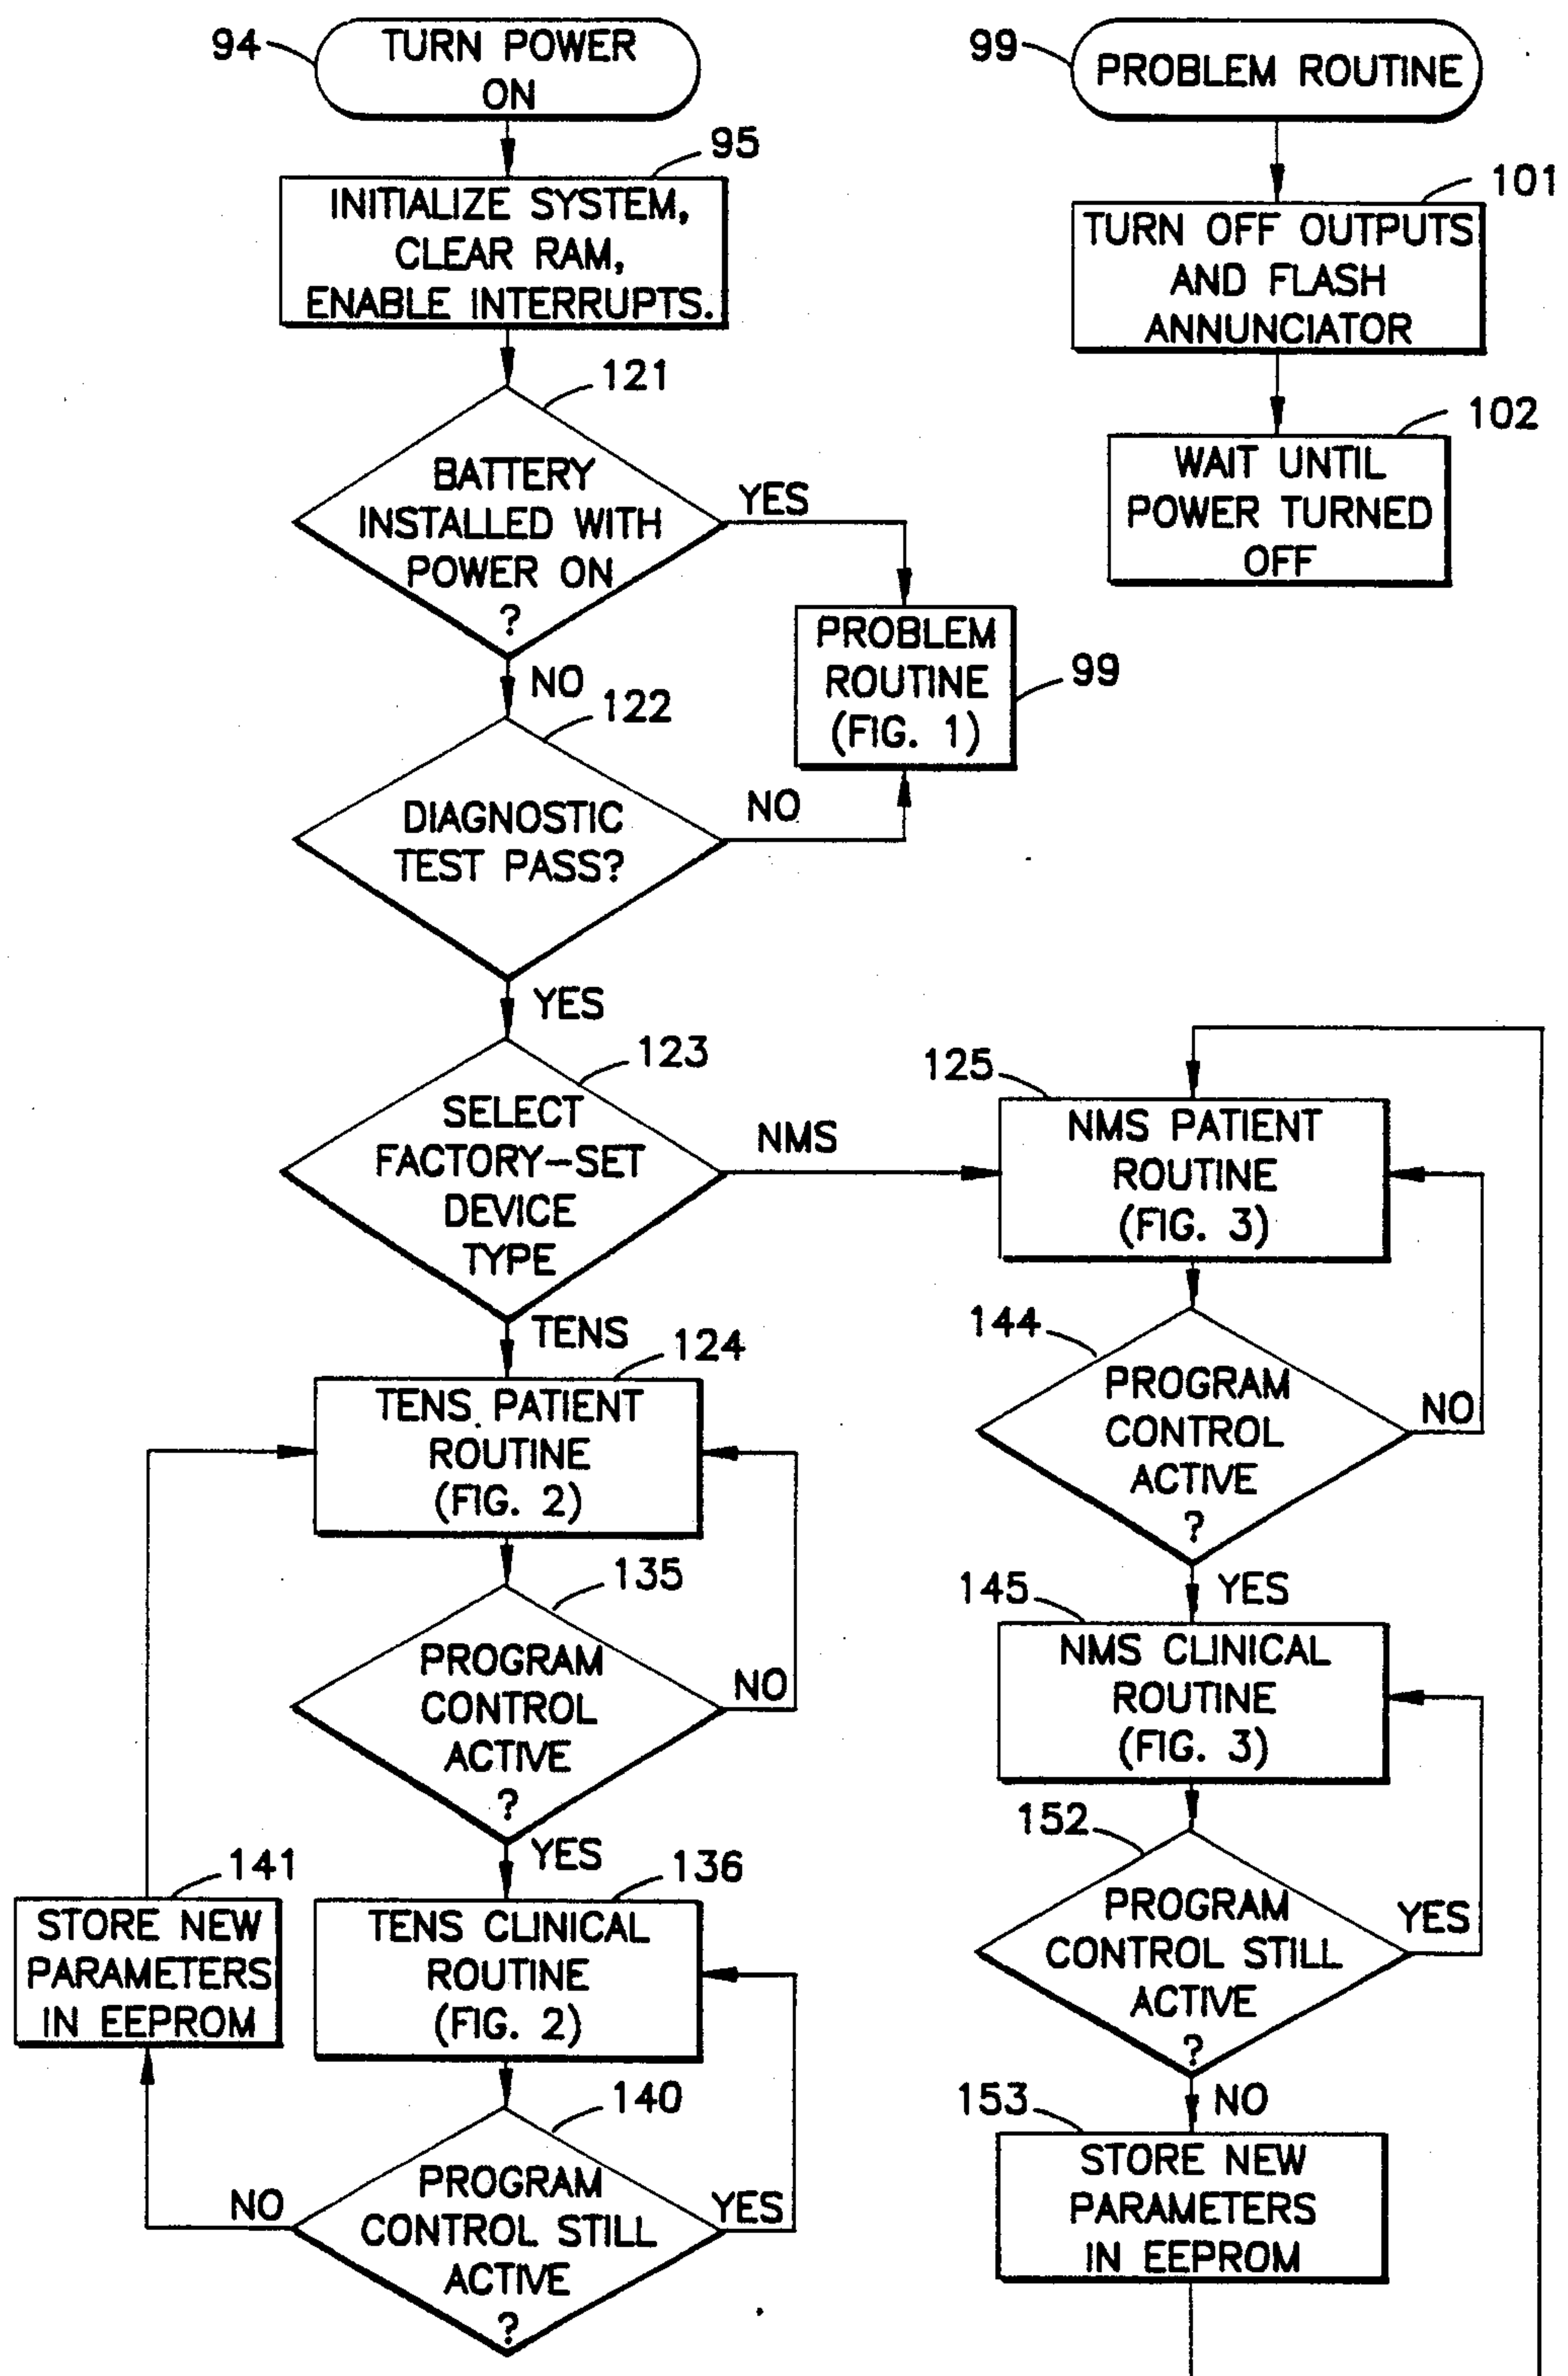 94
TURN POWER
ON
95
INITIALIZE SYSTEM,
CLEAR RAM,
ENABLE INTERRUPTS.
121
BATTERY
INSTALLED WITH
POWER ON
?
YES
NO
PROBLEM
ROUTINE
(FIG. 1)
99
122
DIAGNOSTIC
TEST PASS?
NO
YES
123
SELECT
FACTORY-SET
DEVICE
TYPE
NMS
TENS
124
TENS PATIENT
ROUTINE
(FIG. 2)
135
PROGRAM
CONTROL
ACTIVE
?
NO
YES
136
TENS CLINICAL
ROUTINE
(FIG. 2)
140
PROGRAM
CONTROL STILL
ACTIVE
?
YES
NO
141
STORE NEW
PARAMETERS
IN EEPROM
99
PROBLEM ROUTINE
101
TURN OFF OUTPUTS
AND FLASH
ANNUNCIATOR
102
WAIT UNTIL
POWER TURNED
OFF
125
NMS PATIENT
ROUTINE
(FIG. 3)
144
PROGRAM
CONTROL
ACTIVE
?
NO
YES
145
NMS CLINICAL
ROUTINE
(FIG. 3)
152
PROGRAM
CONTROL STILL
ACTIVE
?
YES
NO
153
STORE NEW
PARAMETERS
IN EEPROM